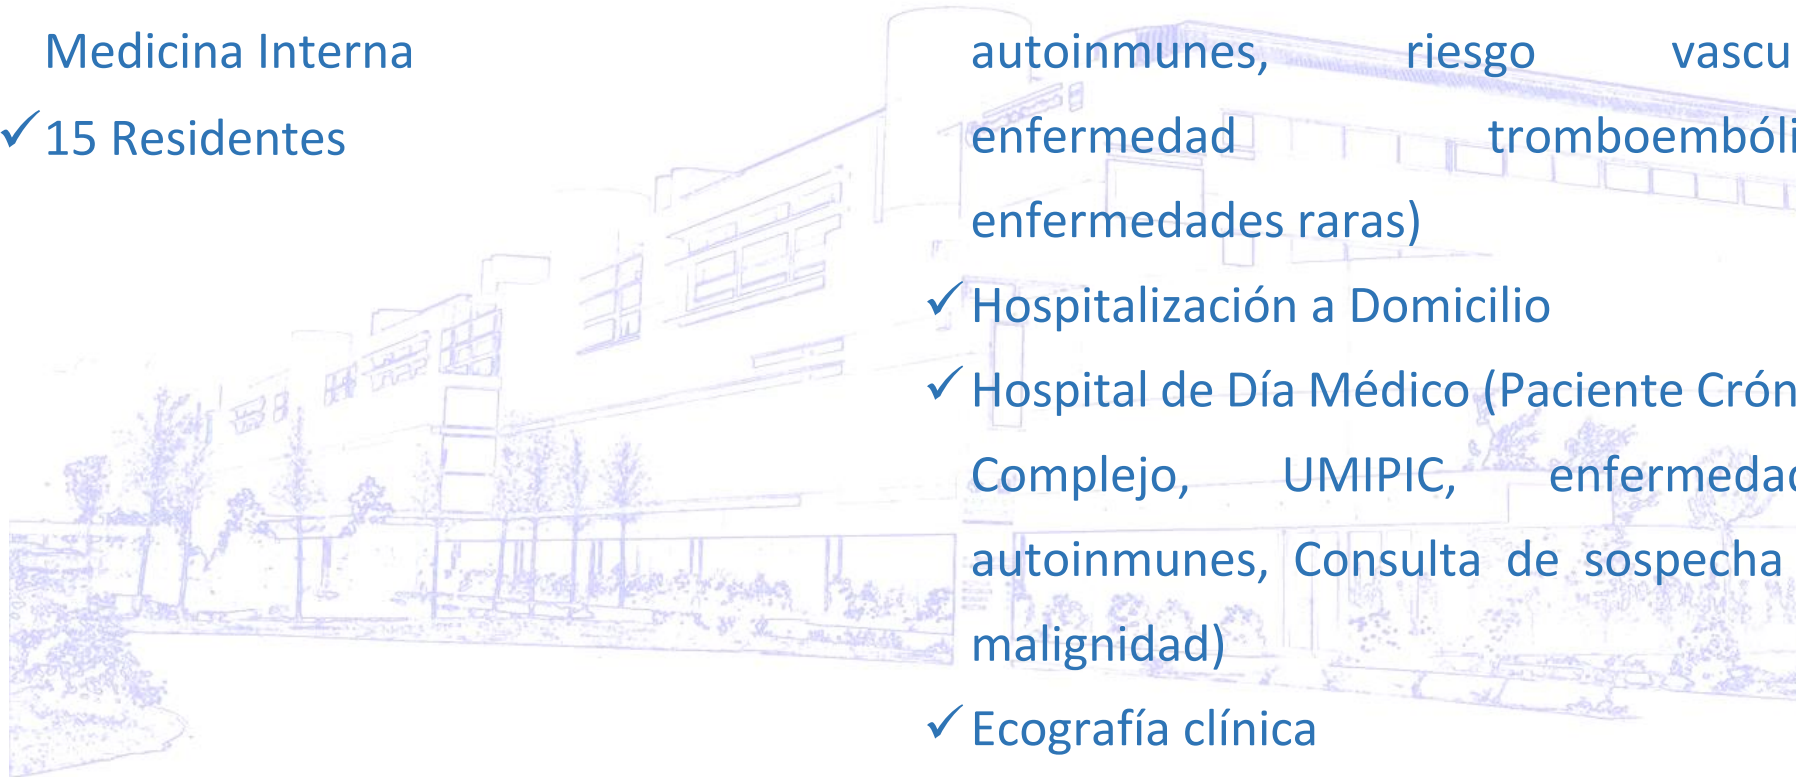 Medicina Interna
✓ 15 Residentes
autoinmunes, riesgo
enfermedad
enfermedades raras)
✓ Hospitalización a Domicilio
✓ Hospital de Día Médico (Paciente
Complejo, UMIPIC,
autoinmunes, Consulta de sospecha
malignidad)
✓ Ecografía clínica